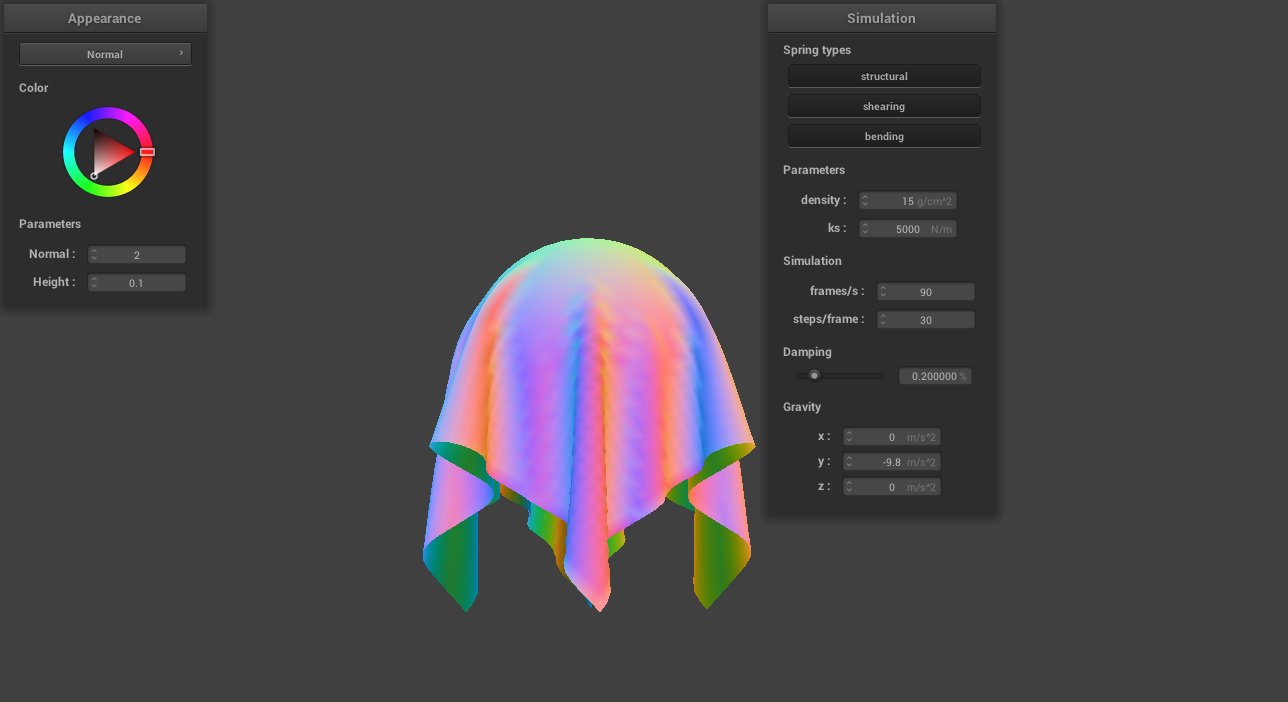 Appearance
Normal
Color
Parameters
Normal : 2
Height : 0.1
Simulation
Spring types
structural
shearing
bending
Parameters
density : 15 g/cm^2
ks : 5000 N/m
Simulation
frames/s : 90
steps/frame : 30
Damping
0.200000 %
Gravity
x : 0 m/s^2
y : -9.8 m/s^2
z : 0 m/s^2